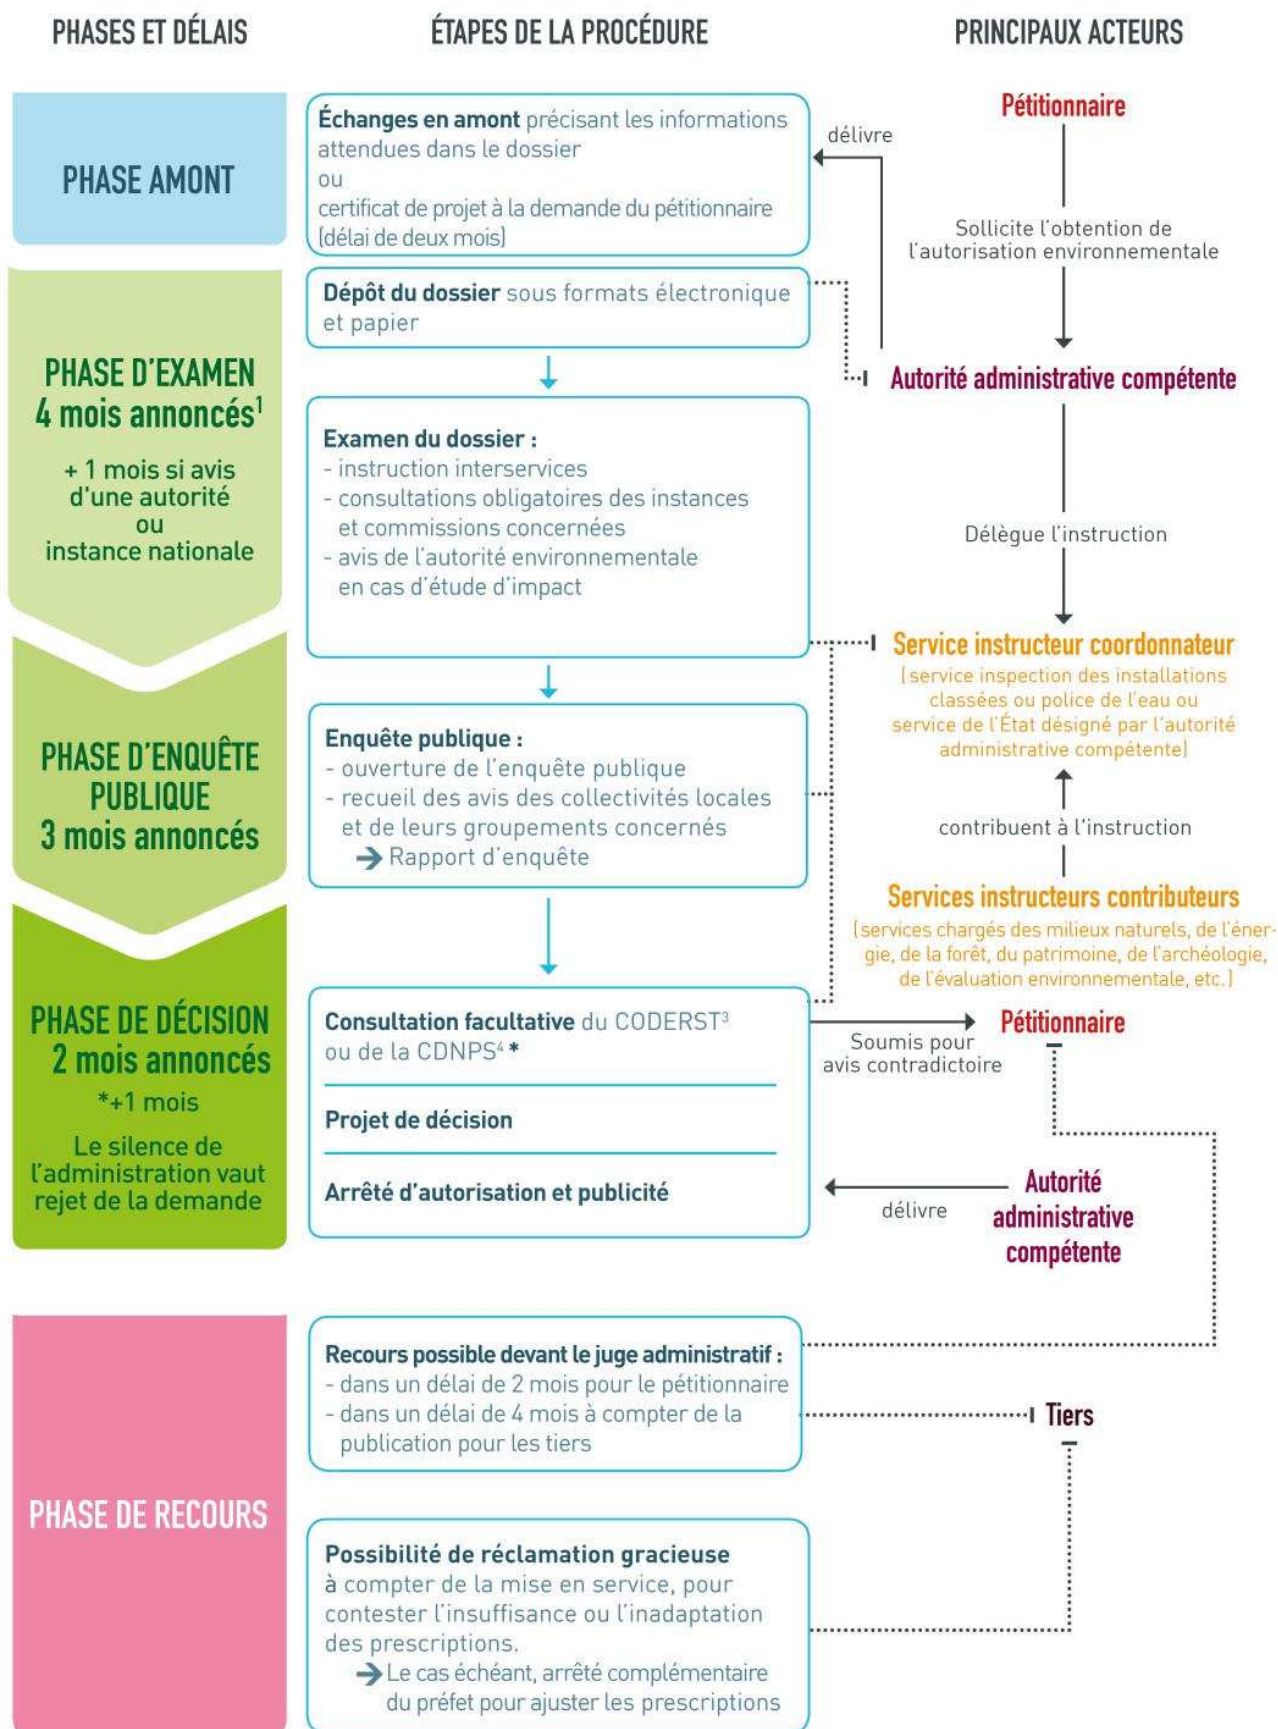 PHASES ET DÉLAIS
ÉTAPES DE LA PROCÉDURE
PRINCIPAUX ACTEURS
PHASE AMONT
Échanges en amont précisant les informations
attendues dans le dossier
ou
certificat de projet à la demande du pétitionnaire
(délai de deux mois)
délivre
Pétitionnaire
Sollicite l'obtention de
l'autorisation environnementale
PHASE D'EXAMEN
4 mois annoncés¹
+ 1 mois si avis
d'une autorité
ou
instance nationale
Dépôt du dossier sous formats électronique
et papier
Autorité administrative compétente
Examen du dossier :
- instruction interservices
- consultations obligatoires des instances
et commissions concernées
- avis de l'autorité environnementale
en cas d'étude d'impact
Délègue l'instruction
Service instructeur coordonnateur
(service inspection des installations
classées ou police de l'eau ou
service de l'État désigné par l'autorité
administrative compétente)
PHASE D'ENQUÊTE
PUBLIQUE
3 mois annoncés
Enquête publique :
- ouverture de l'enquête publique
- recueil des avis des collectivités locales
et de leurs groupements concernés
→ Rapport d'enquête
contribuent à l'instruction
Services instructeurs contributeurs
(services chargés des milieux naturels, de l'éner-
gie, de la forêt, du patrimoine, de l'archéologie,
de l'évaluation environnementale, etc.)
PHASE DE DÉCISION
2 mois annoncés
*+1 mois
Le silence de
l'administration vaut
rejet de la demande
Consultation facultative du CODERST³
ou de la CDNPS⁴ *
Projet de décision
Arrêté d'autorisation et publicité
Soumis pour
avis contradictoire
Pétitionnaire
délivre
Autorité
administrative
compétente
PHASE DE RECOURS
Recours possible devant le juge administratif :
- dans un délai de 2 mois pour le pétitionnaire
- dans un délai de 4 mois à compter de la
publication pour les tiers
Tiers
Possibilité de réclamation gracieuse
à compter de la mise en service, pour
contester l'insuffisance ou l'inadaptation
des prescriptions.
→ Le cas échéant, arrêté complémentaire
du préfet pour ajuster les prescriptions